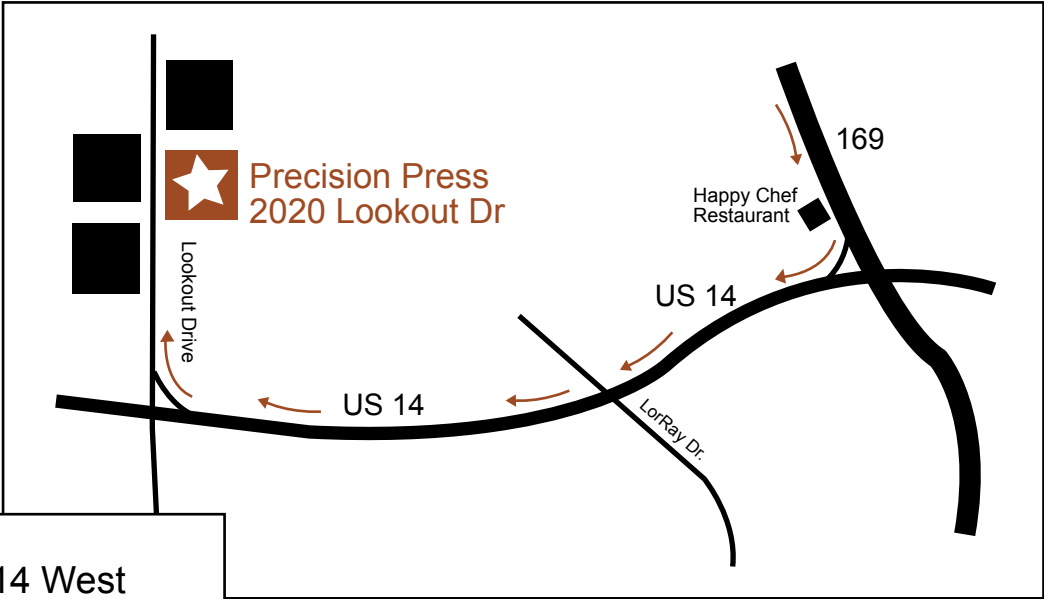 169
Happy Chef
Restaurant
Precision Press
2020 Lookout Dr
Lookout Drive
US 14
US 14
LorRay Dr.
14 West